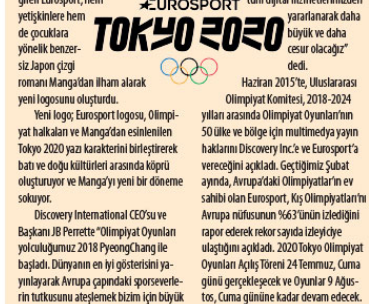 giren Eurosport, hem
yetişkinlere hem
de çocuklara
yönelik benzer-
siz Japon çizgi
romanı Manga'dan ilham alarak
yeni logosunu oluşturdu.
Yeni logo; Eurosport logosu, Olimpi-
yat halkaları ve Manga'dan esinlenilen
Tokyo 2020 yazı karakterini birleştirerek
batı ve doğu kültürleri arasında köprü
oluşturuyor ve Manga'yı yeni bir döneme
sokuyor.
Discovery International CEO'su ve
Başkanı JB Perrette "Olimpiyat Oyunları
yolculuğumuz 2018 PyeongChang ile
başladı. Dünyanın en iyi gösterisini ya-
yınlayarak Avrupa çapındaki sporseverle-
rin tutkusunu ateşlemek bizim için büyük
EUROSPORT
TOKYO 2020
tüm dijital hizmetlerimizden
yararlanarak daha
büyük ve daha
cesur olacağız"
dedi.
Haziran 2015'te, Uluslararası
Olimpiyat Komitesi, 2018-2024
yılları arasında Olimpiyat Oyunları'nın
50 ülke ve bölge için multimedya yayın
haklarını Discovery Inc.'e ve Eurosport'a
vereceğini açıkladı. Geçtiğimiz Şubat
ayında, Avrupa'daki Olimpiyatlar'ın ev
sahibi olan Eurosport, Kış Olimpiyatları'nı
Avrupa nüfusunun %63'ünün izlediğini
rapor ederek rekor sayıda izleyiciye
ulaştığını açıkladı. 2020 Tokyo Olimpiyat
Oyunları Açılış Töreni 24 Temmuz, Cuma
günü gerçekleşecek ve Oyunlar 9 Ağus-
tos, Cuma gününe kadar devam edecek.